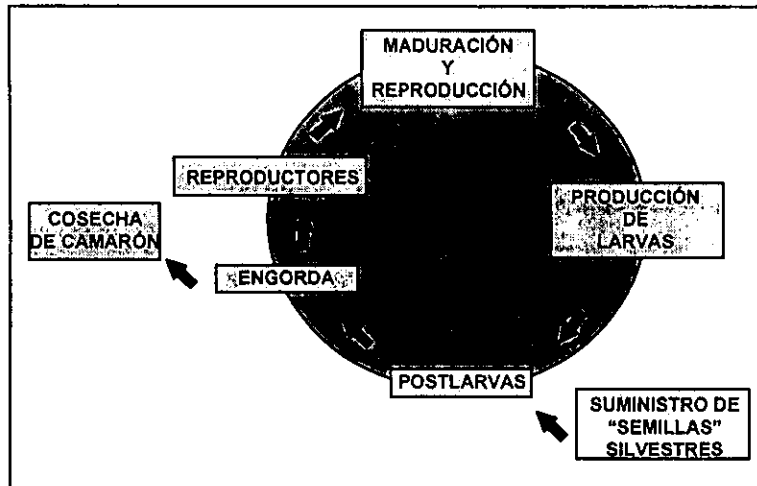 MADURACIÓN
Y
REPRODUCCIÓN
REPRODUCTORES
PRODUCCIÓN
DE
LARVAS
COSECHA
DE CAMARÓN
ENGORDA
POSTLARVAS
SUMINISTRO DE
"SEMILLAS"
SILVESTRES